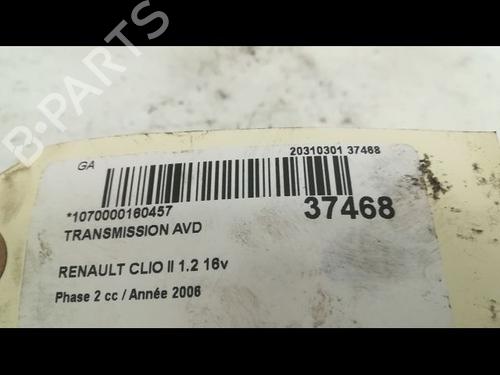 B-PARTS
GA
20310301 37468
*1070000160457
37468
TRANSMISSION AVD
RENAULT CLIO II 1.2 16v
Phase 2 cc / Année 2006